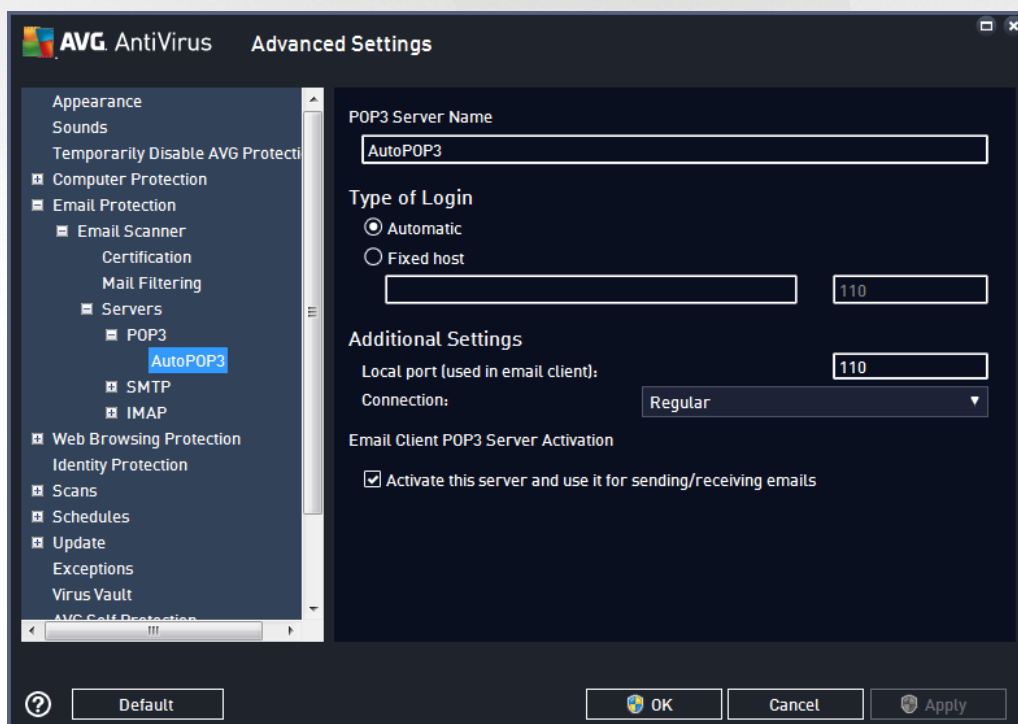 AVG. AntiVirus Advanced Settings
Appearance
Sounds
Temporarily Disable AVG Protecti
Computer Protection
Email Protection
Email Scanner
Certification
Mail Filtering
Servers
POP3
AutoPOP3
SMTP
IMAP
Web Browsing Protection
Identity Protection
Scans
Schedules
Update
Exceptions
Virus Vault
AVG Self Protection
POP3 Server Name
AutoPOP3
Type of Login
Automatic
Fixed host
110
Additional Settings
Local port (used in email client): 110
Connection: Regular
Email Client POP3 Server Activation
Activate this server and use it for sending/receiving emails
? Default OK Cancel Apply